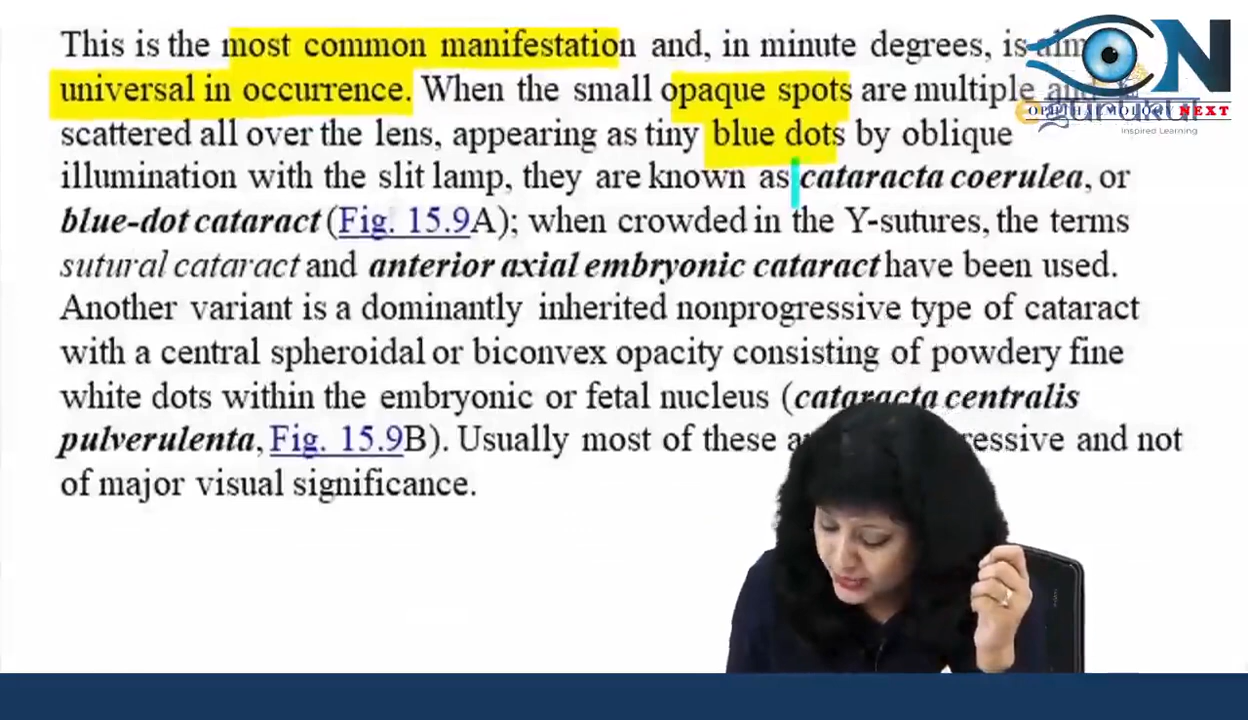 This is the most common manifestation and, in minute degrees, is
universal in occurrence. When the small opaque spots are multiple
scattered all over the lens, appearing as tiny blue dots by oblique
illumination with the slit lamp, they are known as cataracta coerulea, or
blue-dot cataract (Fig. 15.9A); when crowded in the Y-sutures, the terms
sutural cataract and anterior axial embryonic cataract have been used.
Another variant is a dominantly inherited nonprogressive type of cataract
with a central spheroidal or biconvex opacity consisting of powdery fine
white dots within the embryonic or fetal nucleus (cataracta centralis
pulverulenta, Fig. 15.9B). Usually most of these and not
of major visual significance.
N
OPHTHALMOLOGY NEXT
Inspired Learning